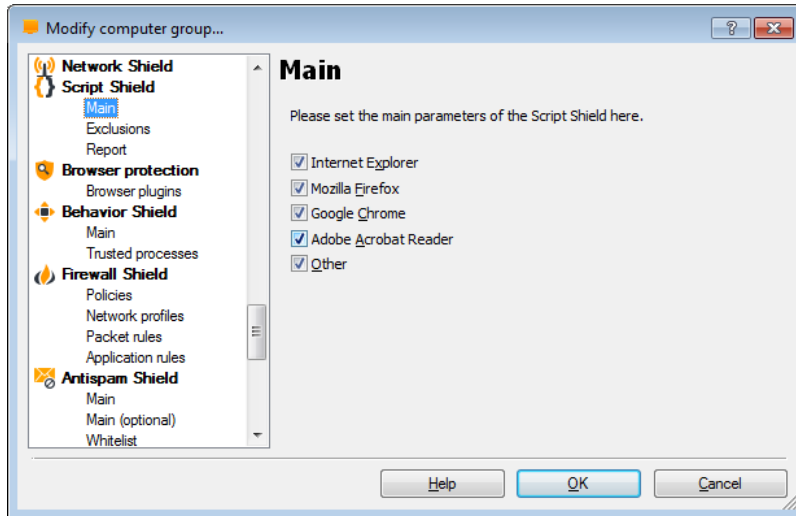 Modify computer group...
Network Shield
Script Shield
Main
Exclusions
Report
Browser protection
Browser plugins
Behavior Shield
Main
Trusted processes
Firewall Shield
Policies
Network profiles
Packet rules
Application rules
Antispam Shield
Main
Main (optional)
Whitelist
Main
Please set the main parameters of the Script Shield here.
Internet Explorer
Mozilla Firefox
Google Chrome
Adobe Acrobat Reader
Other
Help
OK
Cancel